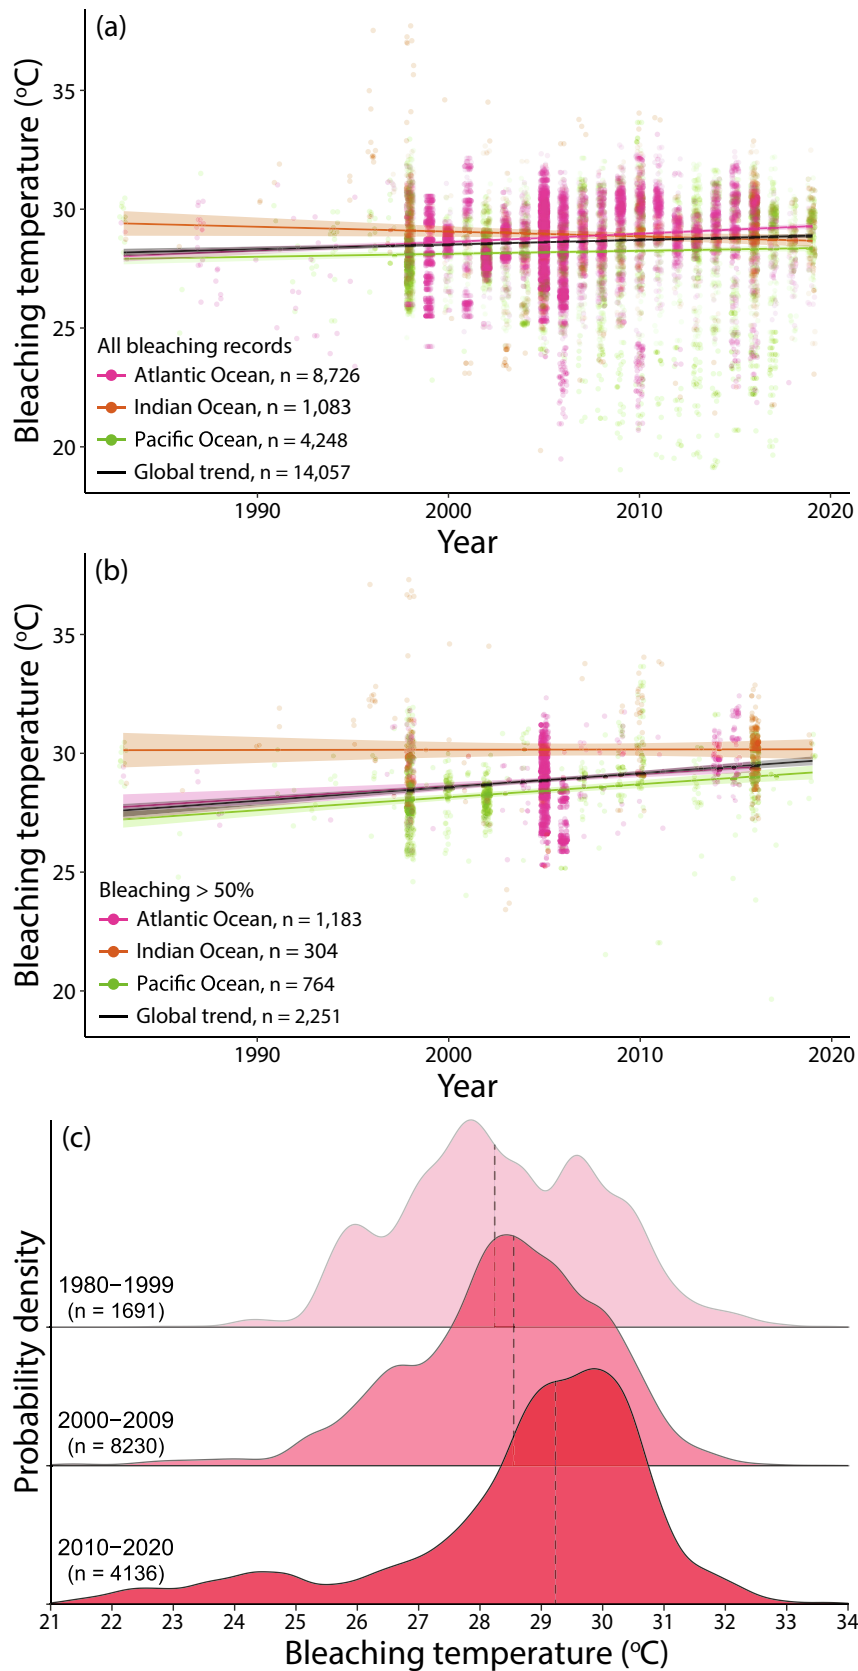 (a)
Bleaching temperature (°C)
35
30
25
20
All bleaching records
Atlantic Ocean, n = 8,726
Indian Ocean, n = 1,083
Pacific Ocean, n = 4,248
Global trend, n = 14,057
1990
2000
2010
2020
Year
(b)
Bleaching temperature (°C)
35
30
25
20
Bleaching > 50%
Atlantic Ocean, n = 1,183
Indian Ocean, n = 304
Pacific Ocean, n = 764
Global trend, n = 2,251
1990
2000
2010
2020
Year
(c)
Probability density
1980−1999
(n = 1691)
2000−2009
(n = 8230)
2010−2020
(n = 4136)
21 22 23 24 25 26 27 28 29 30 31 32 33 34
Bleaching temperature (°C)